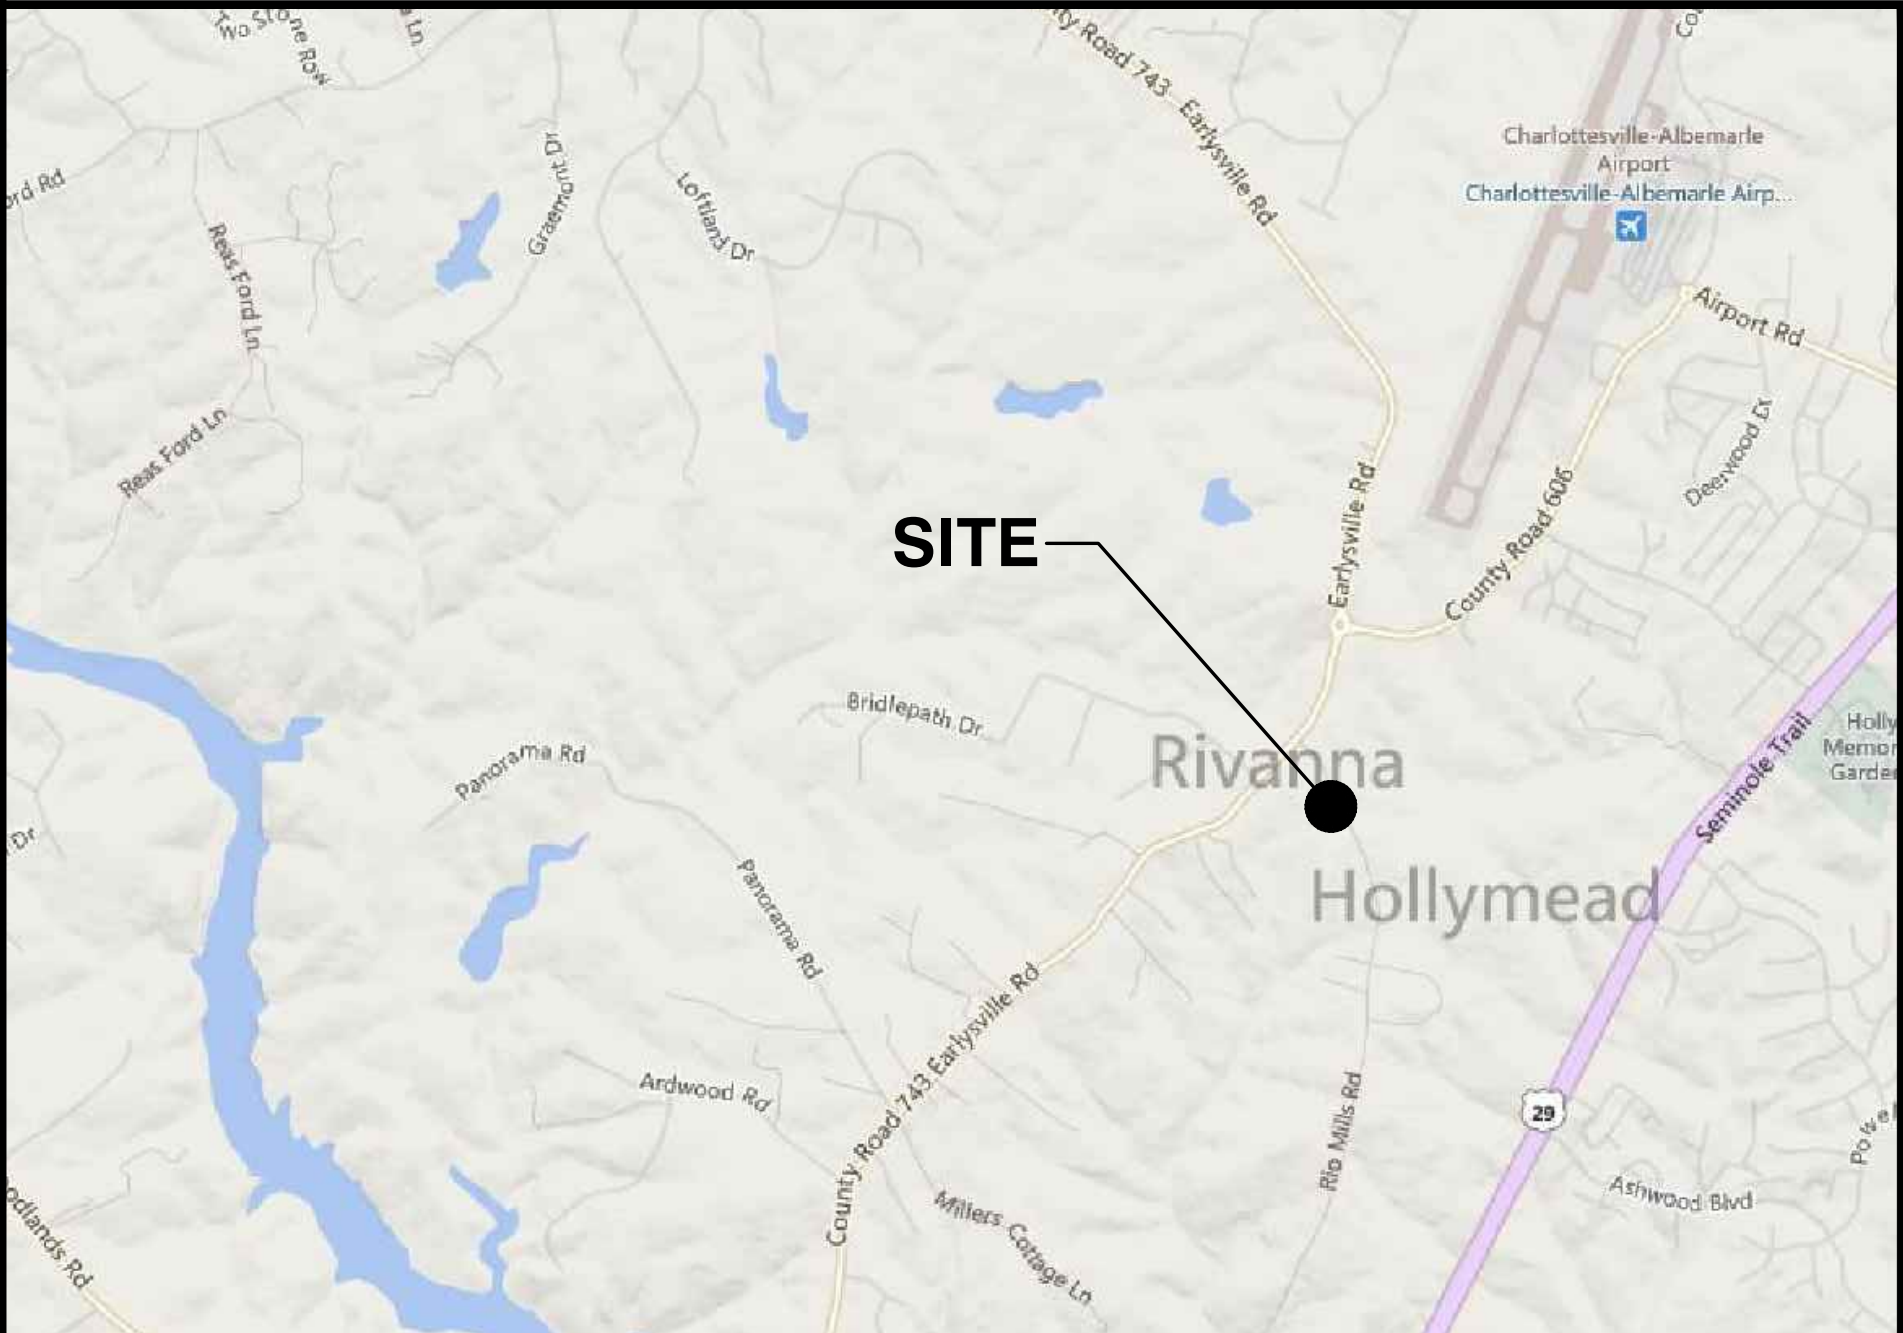 Two Stone Row
Ln
ord Rd
Reas Ford Ln
Reas Ford Ln
Graemont Dr
Loftland Dr
ty Road 743
Earlysville Rd
Charlottesville-Albemarle
Airport
Charlottesville-Albemarle Airp...
Airport Rd
Deerwood Dr
County Road 606
Earlysville Rd
SITE
Bridlepath Dr
Rivanna
Hollymead
Seminole Trail
Holly
Memor
Garde
Panorama Rd
Panorama Rd
Dr
County Road 743 Earlysville Rd
Ardwood Rd
Millers Cottage Ln
Rio Mills Rd
29
Ashwood Blvd
Powe
odlands Rd
Co